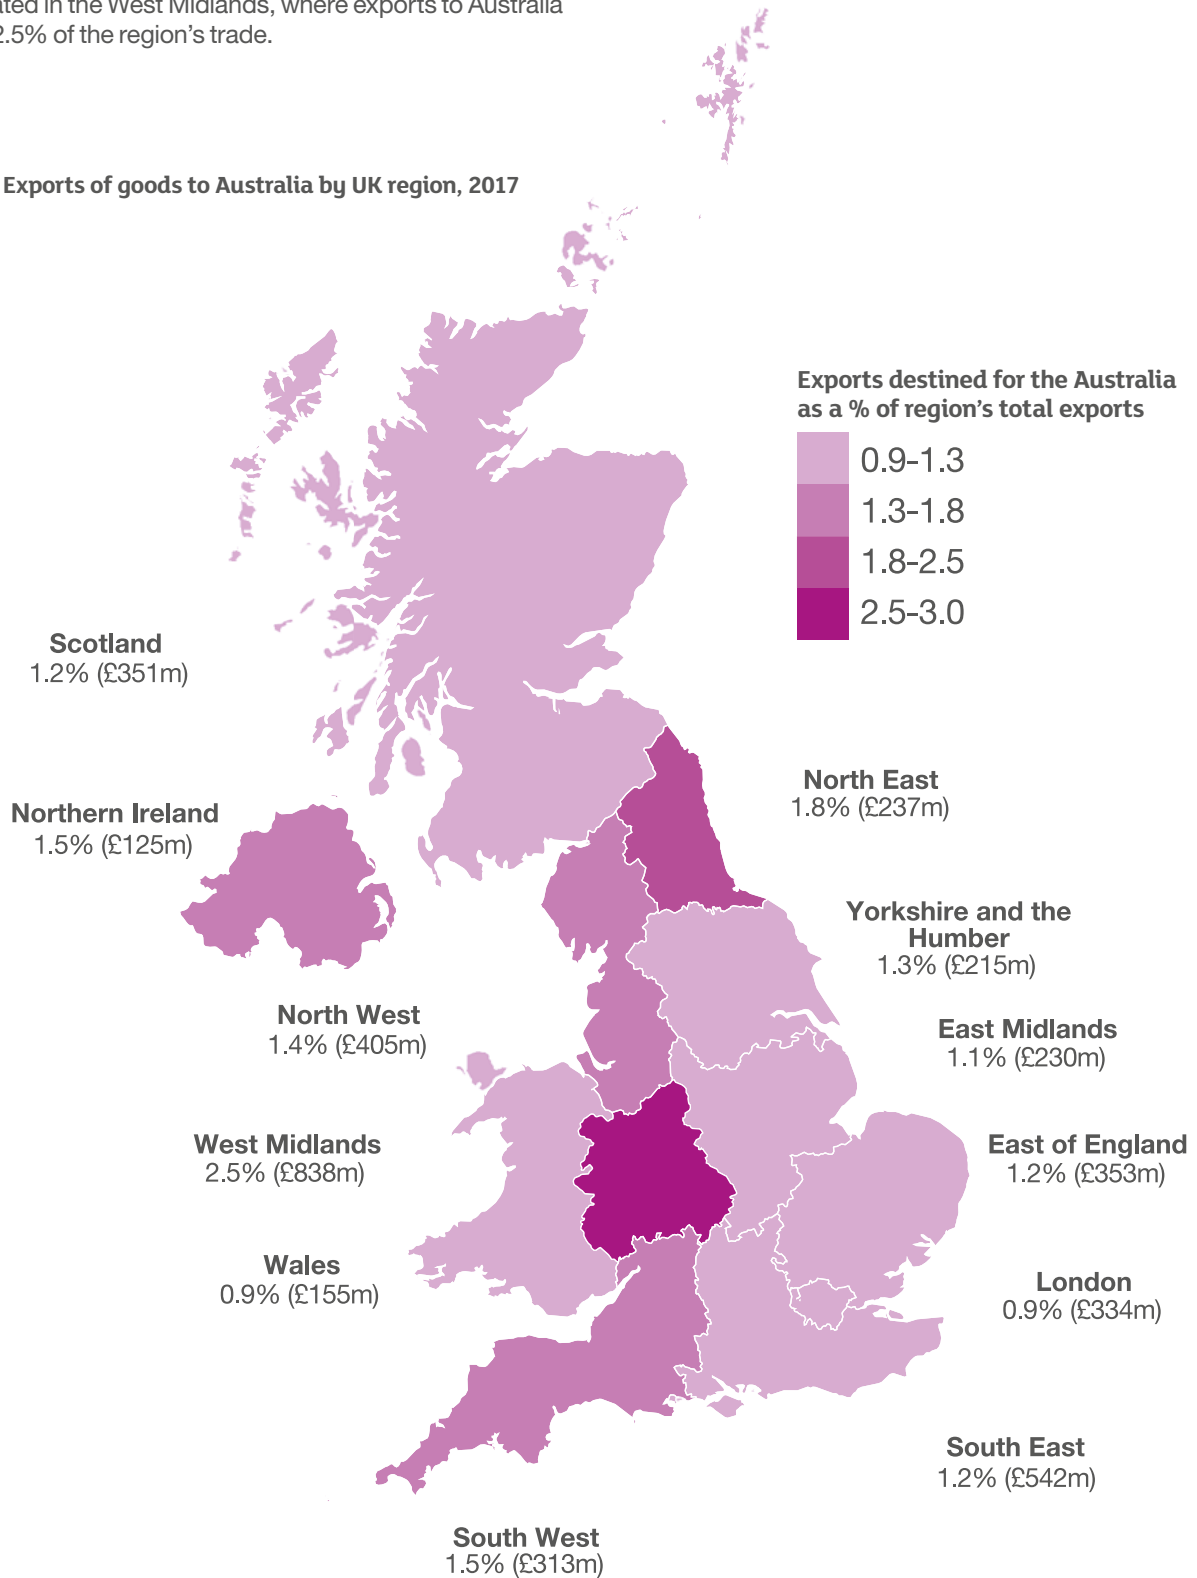 ated in the West Midlands, where exports to Australia
2.5% of the region's trade.
Exports of goods to Australia by UK region, 2017
Exports destined for the Australia
as a % of region's total exports
0.9-1.3
1.3-1.8
1.8-2.5
2.5-3.0
Scotland
1.2% (£351m)
North East
1.8% (£237m)
Northern Ireland
1.5% (£125m)
Yorkshire and the
Humber
1.3% (£215m)
North West
1.4% (£405m)
East Midlands
1.1% (£230m)
West Midlands
2.5% (£838m)
East of England
1.2% (£353m)
Wales
0.9% (£155m)
London
0.9% (£334m)
South East
1.2% (£542m)
South West
1.5% (£313m)